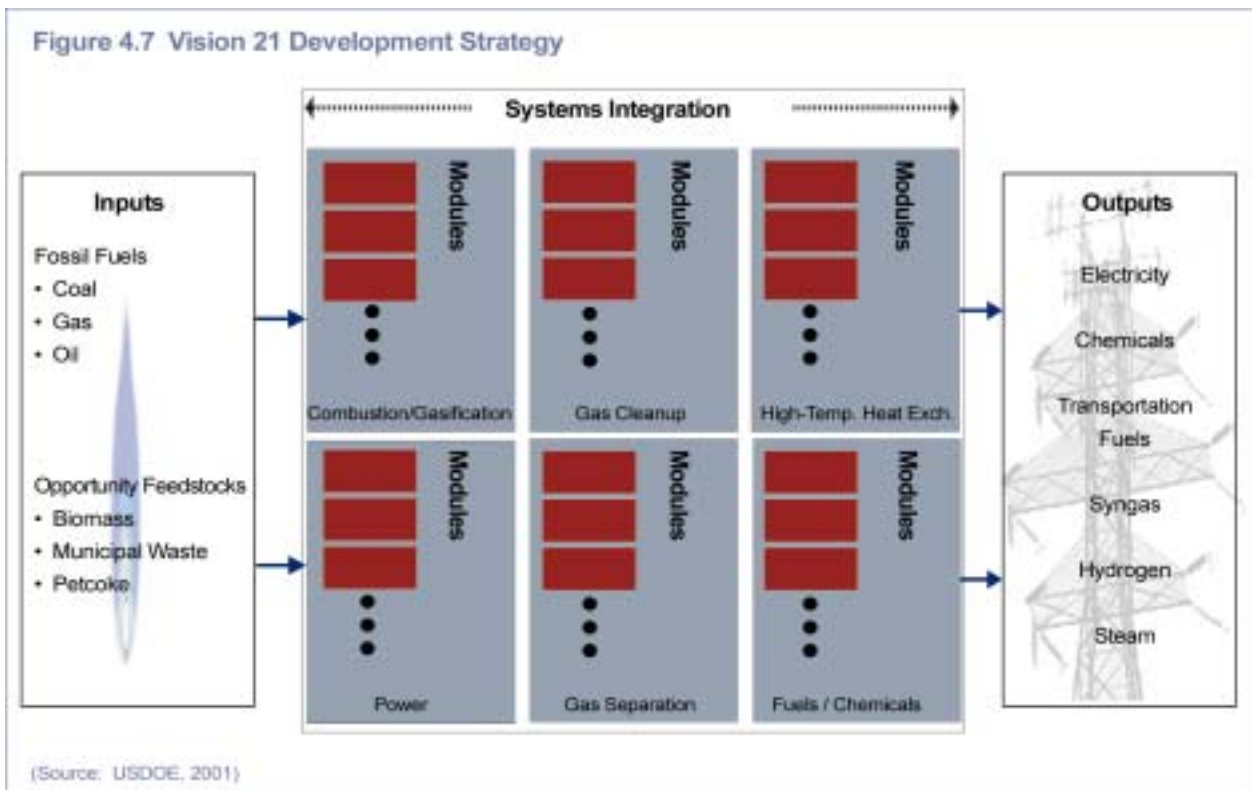 Figure 4.7 Vision 21 Development Strategy
Systems Integration
Inputs
Fossil Fuels
• Coal
• Gas
• Oil
Opportunity Feedstocks
• Biomass
• Municipal Waste
• Petcoke
Modules
Combustion/Gasification
Modules
Gas Cleanup
Modules
High-Temp. Heat Exch.
Modules
Power
Modules
Gas Separation
Modules
Fuels / Chemicals
Outputs
Electricity
Chemicals
Transportation
Fuels
Syngas
Hydrogen
Steam
(Source: USDOE, 2001)